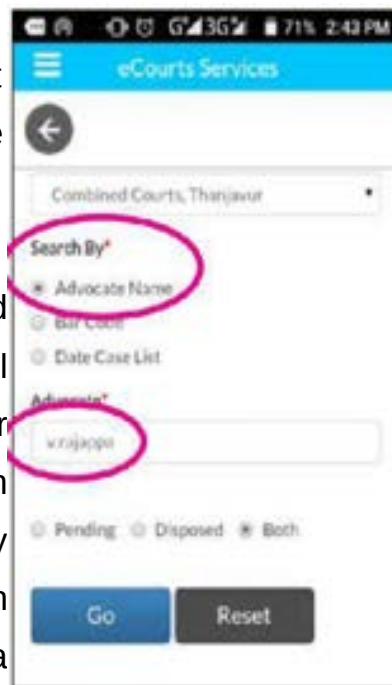 G 3G 71% 2:43 PM
eCourts Services
t
e
Combined Courts, Thanjavur
Search By*
Advocate Name
d
Bar Code
l
Date Case List
r
Advocate*
v.rajappa
n
Pending Disposed Both
y
n
Go Reset
a